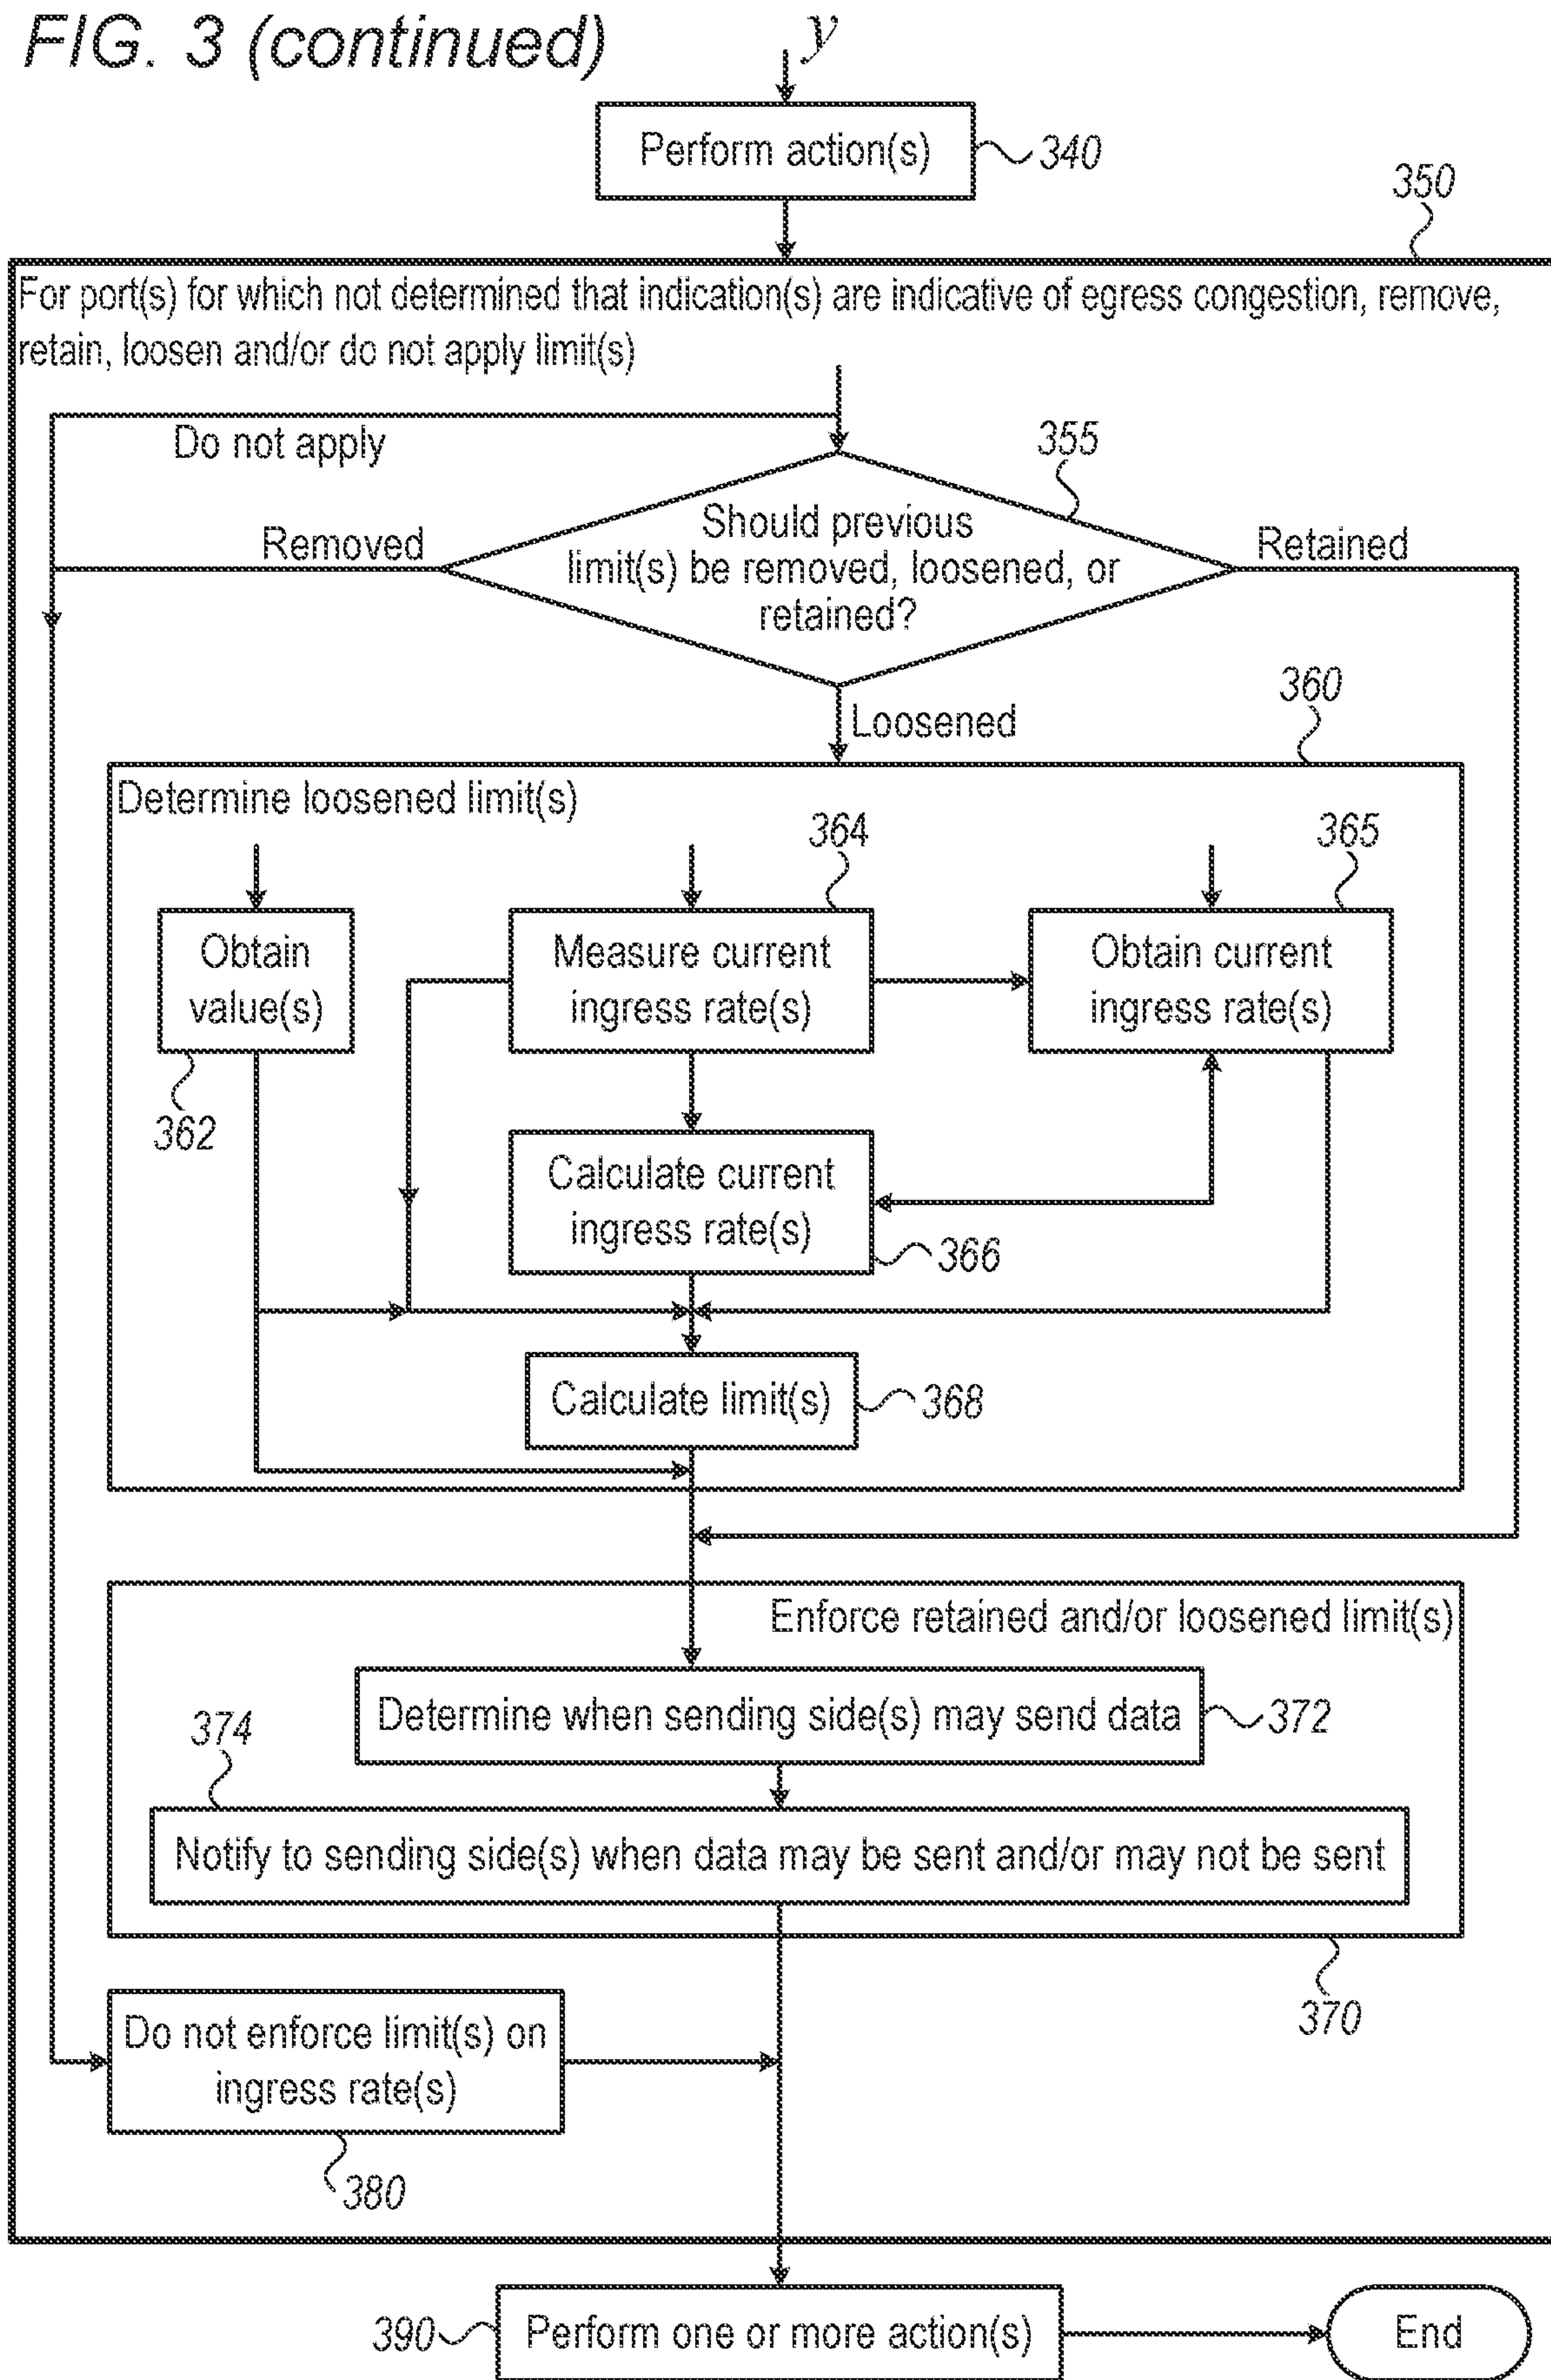 FIG. 3 (continued)
y
Perform action(s)
340
350
For port(s) for which not determined that indication(s) are indicative of egress congestion, remove,
retain, loosen and/or do not apply limit(s)
Do not apply
355
Removed
Should previous
limit(s) be removed, loosened, or
retained?
Retained
360
Loosened
Determine loosened limit(s)
364
365
Obtain
value(s)
Measure current
ingress rate(s)
Obtain current
ingress rate(s)
362
Calculate current
ingress rate(s)
366
Calculate limit(s)
368
Enforce retained and/or loosened limit(s)
374
Determine when sending side(s) may send data
372
Notify to sending side(s) when data may be sent and/or may not be sent
370
Do not enforce limit(s) on
ingress rate(s)
380
390
Perform one or more action(s)
End